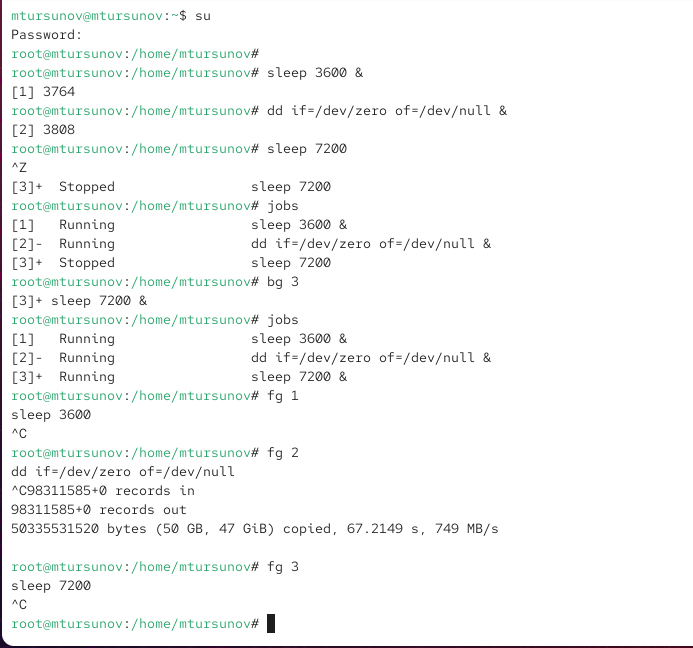 mtursunov@mtursunov:~$ su
Password:
root@mtursunov:/home/mtursunov#
root@mtursunov:/home/mtursunov# sleep 3600 &
[1] 3764
root@mtursunov:/home/mtursunov# dd if=/dev/zero of=/dev/null &
[2] 3808
root@mtursunov:/home/mtursunov# sleep 7200
^Z
[3]+  Stopped                 sleep 7200
root@mtursunov:/home/mtursunov# jobs
[1]   Running                 sleep 3600 &
[2]-  Running                 dd if=/dev/zero of=/dev/null &
[3]+  Stopped                 sleep 7200
root@mtursunov:/home/mtursunov# bg 3
[3]+ sleep 7200 &
root@mtursunov:/home/mtursunov# jobs
[1]   Running                 sleep 3600 &
[2]-  Running                 dd if=/dev/zero of=/dev/null &
[3]+  Running                 sleep 7200 &
root@mtursunov:/home/mtursunov# fg 1
sleep 3600
^C
root@mtursunov:/home/mtursunov# fg 2
dd if=/dev/zero of=/dev/null
^C98311585+0 records in
98311585+0 records out
50335531520 bytes (50 GB, 47 GiB) copied, 67.2149 s, 749 MB/s

root@mtursunov:/home/mtursunov# fg 3
sleep 7200
^C
root@mtursunov:/home/mtursunov#